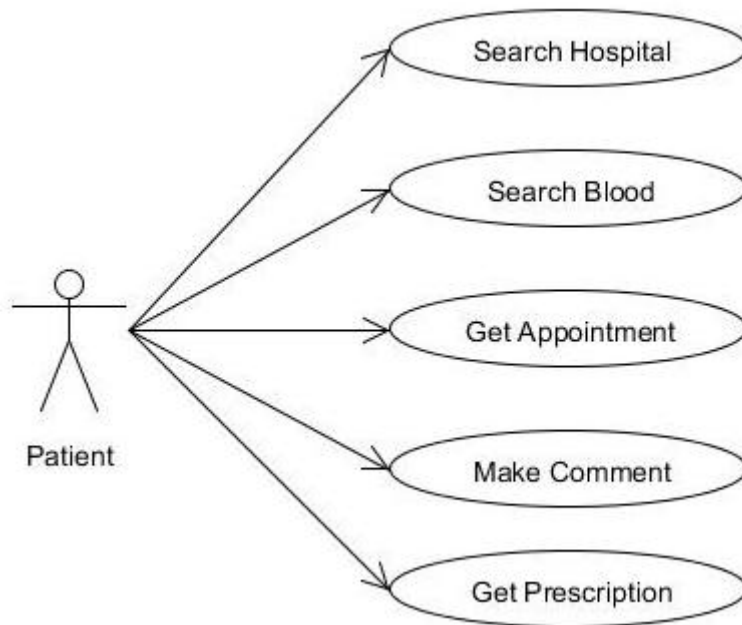 Search Hospital
Search Blood
Get Appointment
Patient
Make Comment
Get Prescription